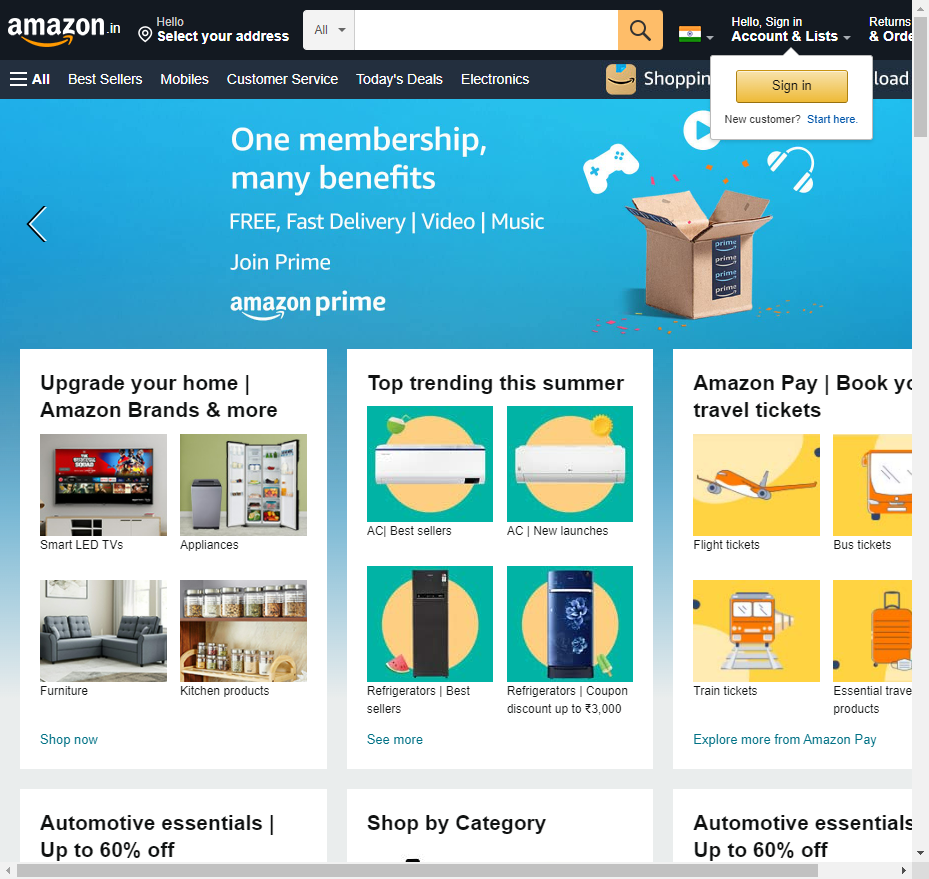 amazon.in
Hello
Select your address
All
Hello, Sign in
Account & Lists
Returns
& Orde
All
Best Sellers
Mobiles
Customer Service
Today's Deals
Electronics
Shoppin
load
Sign in
New customer? Start here.
One membership,
many benefits
FREE, Fast Delivery | Video | Music
Join Prime
amazon prime
prime
prime
prime
prime
Upgrade your home |
Amazon Brands & more
Smart LED TVs
Appliances
Furniture
Kitchen products
Shop now
Top trending this summer
AC| Best sellers
AC | New launches
Refrigerators | Best
sellers
Refrigerators | Coupon
discount up to ₹3,000
See more
Amazon Pay | Book yo
travel tickets
Flight tickets
Bus tickets
Train tickets
Essential trave
products
Explore more from Amazon Pay
Automotive essentials |
Up to 60% off
Shop by Category
Automotive essentials
Up to 60% off